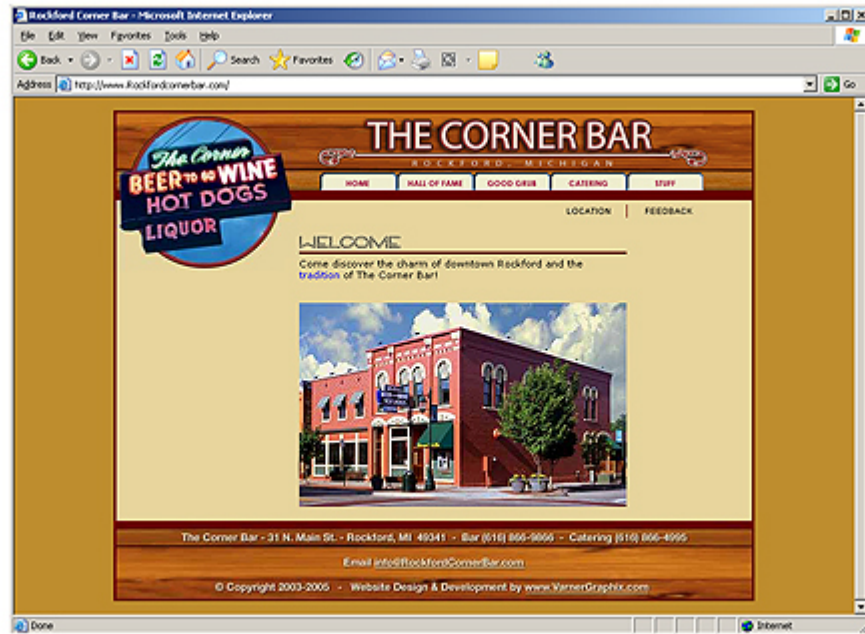 Rockford Corner Bar - Microsoft Internet Explorer
File Edit View Favorites Tools Help
Back Search Favorites
Address http://www.Rockfordcornerbar.com/ Go
THE CORNER BAR
ROCKFORD, MICHIGAN
The Corner
BEER TO GO WINE
HOT DOGS
LIQUOR
HOME HALL OF FAME GOOD GRUB CATERING STUFF
LOCATION FEEDBACK
WELCOME
Come discover the charm of downtown Rockford and the
tradition of The Corner Bar!
The Corner Bar - 31 N. Main St. - Rockford, MI 49341 - Bar (616) 866-9866 - Catering (616) 866-4995
Email info@RockfordCornerBar.com
© Copyright 2003-2005 - Website Design & Development by www.VarnerGraphix.com
Done Internet